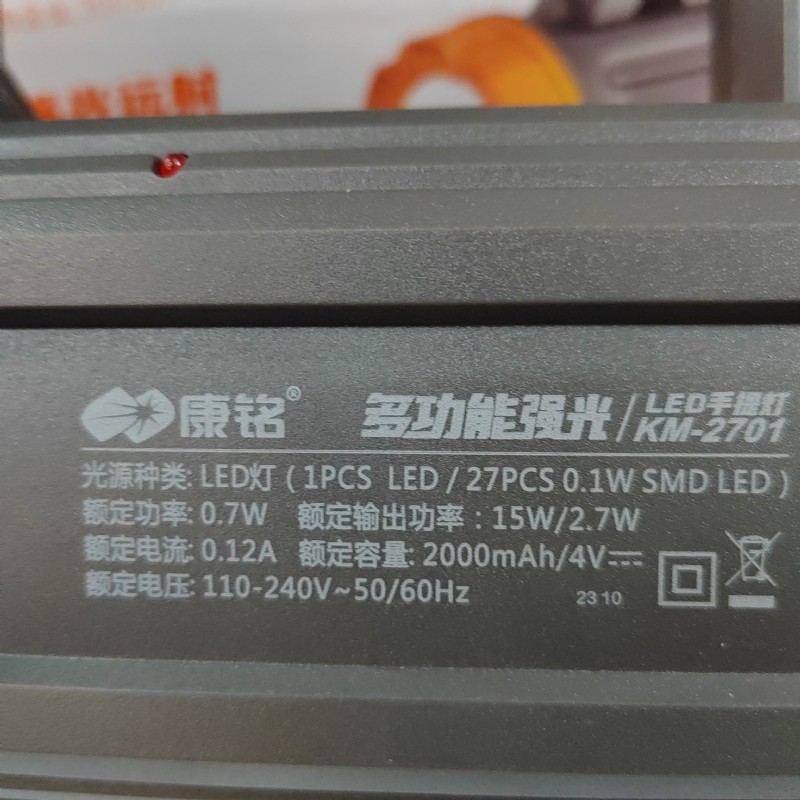 远射
康铭®
多功能强光/LED手提灯
KM-2701
光源种类: LED灯 ( 1PCS LED / 27PCS 0.1W SMD LED )
额定功率: 0.7W 额定输出功率: 15W/2.7W
额定电流: 0.12A 额定容量: 2000mAh/4V⎓
额定电压: 110-240V~50/60Hz
23 10